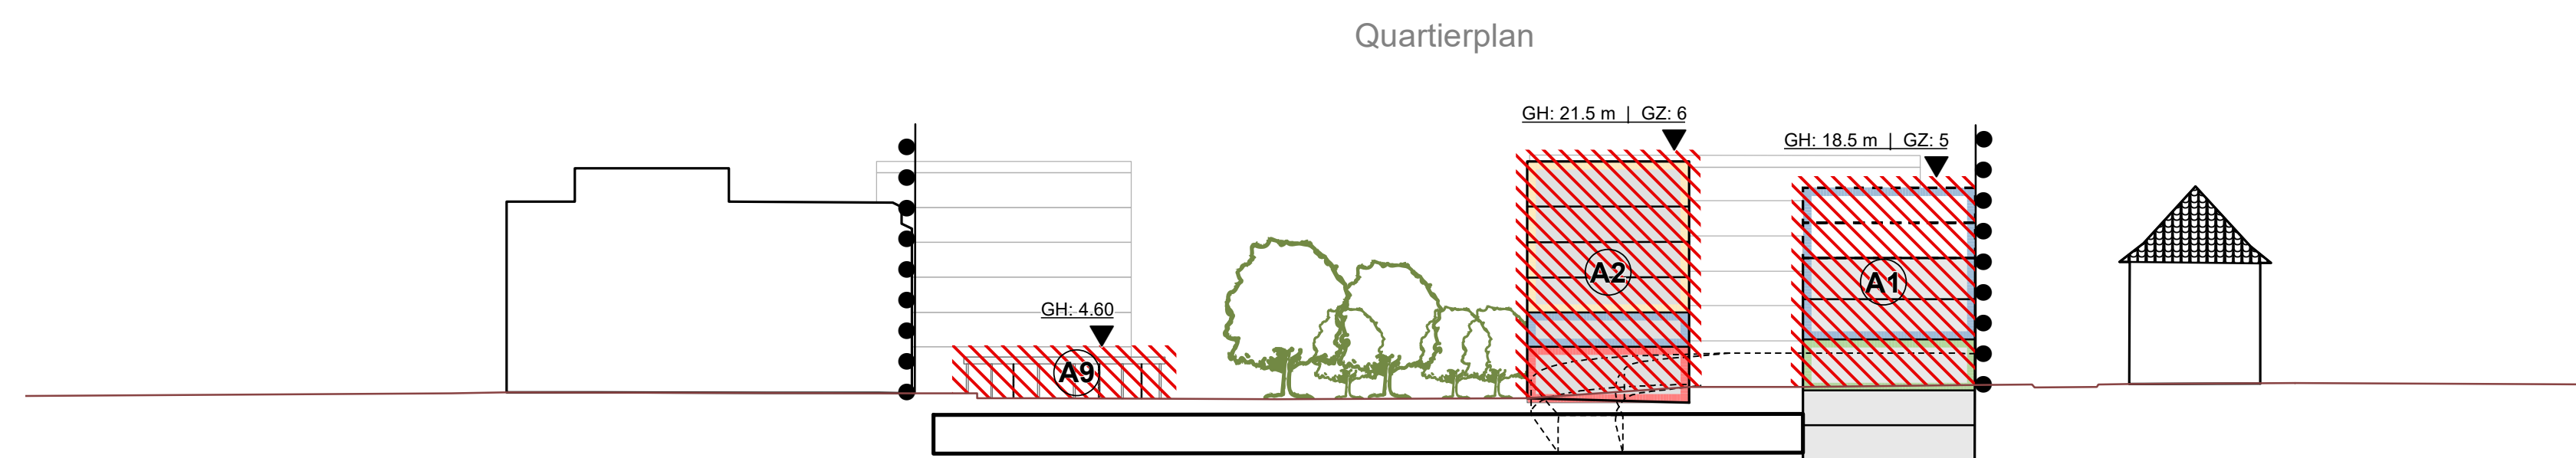 Quartierplan
GH: 21.5 m | GZ: 6
GH: 18.5 m | GZ: 5
A2
A1
GH: 4.60
A9